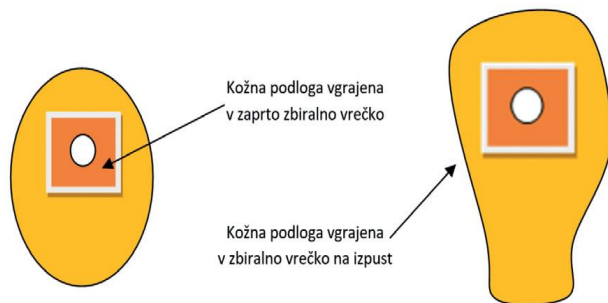 Kožna podloga vgrajena
v zaprto zbiralno vrečko
Kožna podloga vgrajena
v zbiralno vrečko na izpust